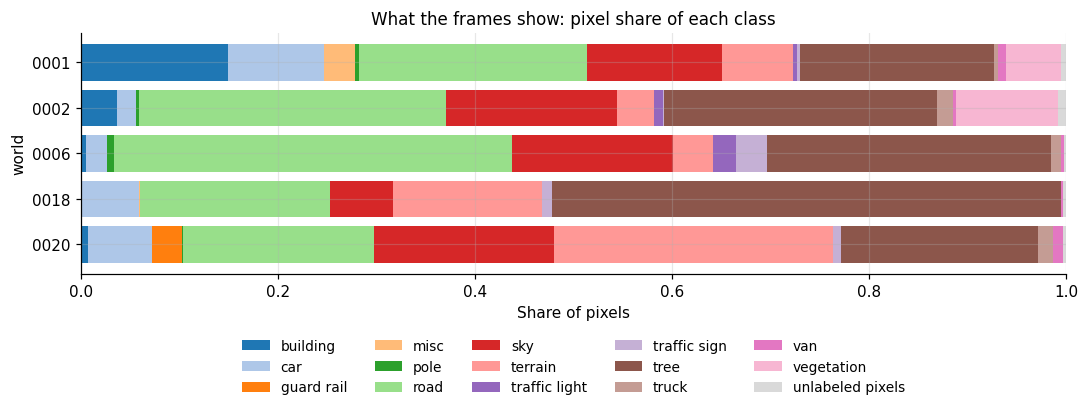 What the frames show: pixel share of each class
world
0001
0002
0006
0018
0020
0.0 0.2 0.4 0.6 0.8 1.0
Share of pixels
building misc sky traffic sign van
car pole terrain tree vegetation
guard rail road traffic light truck unlabeled pixels